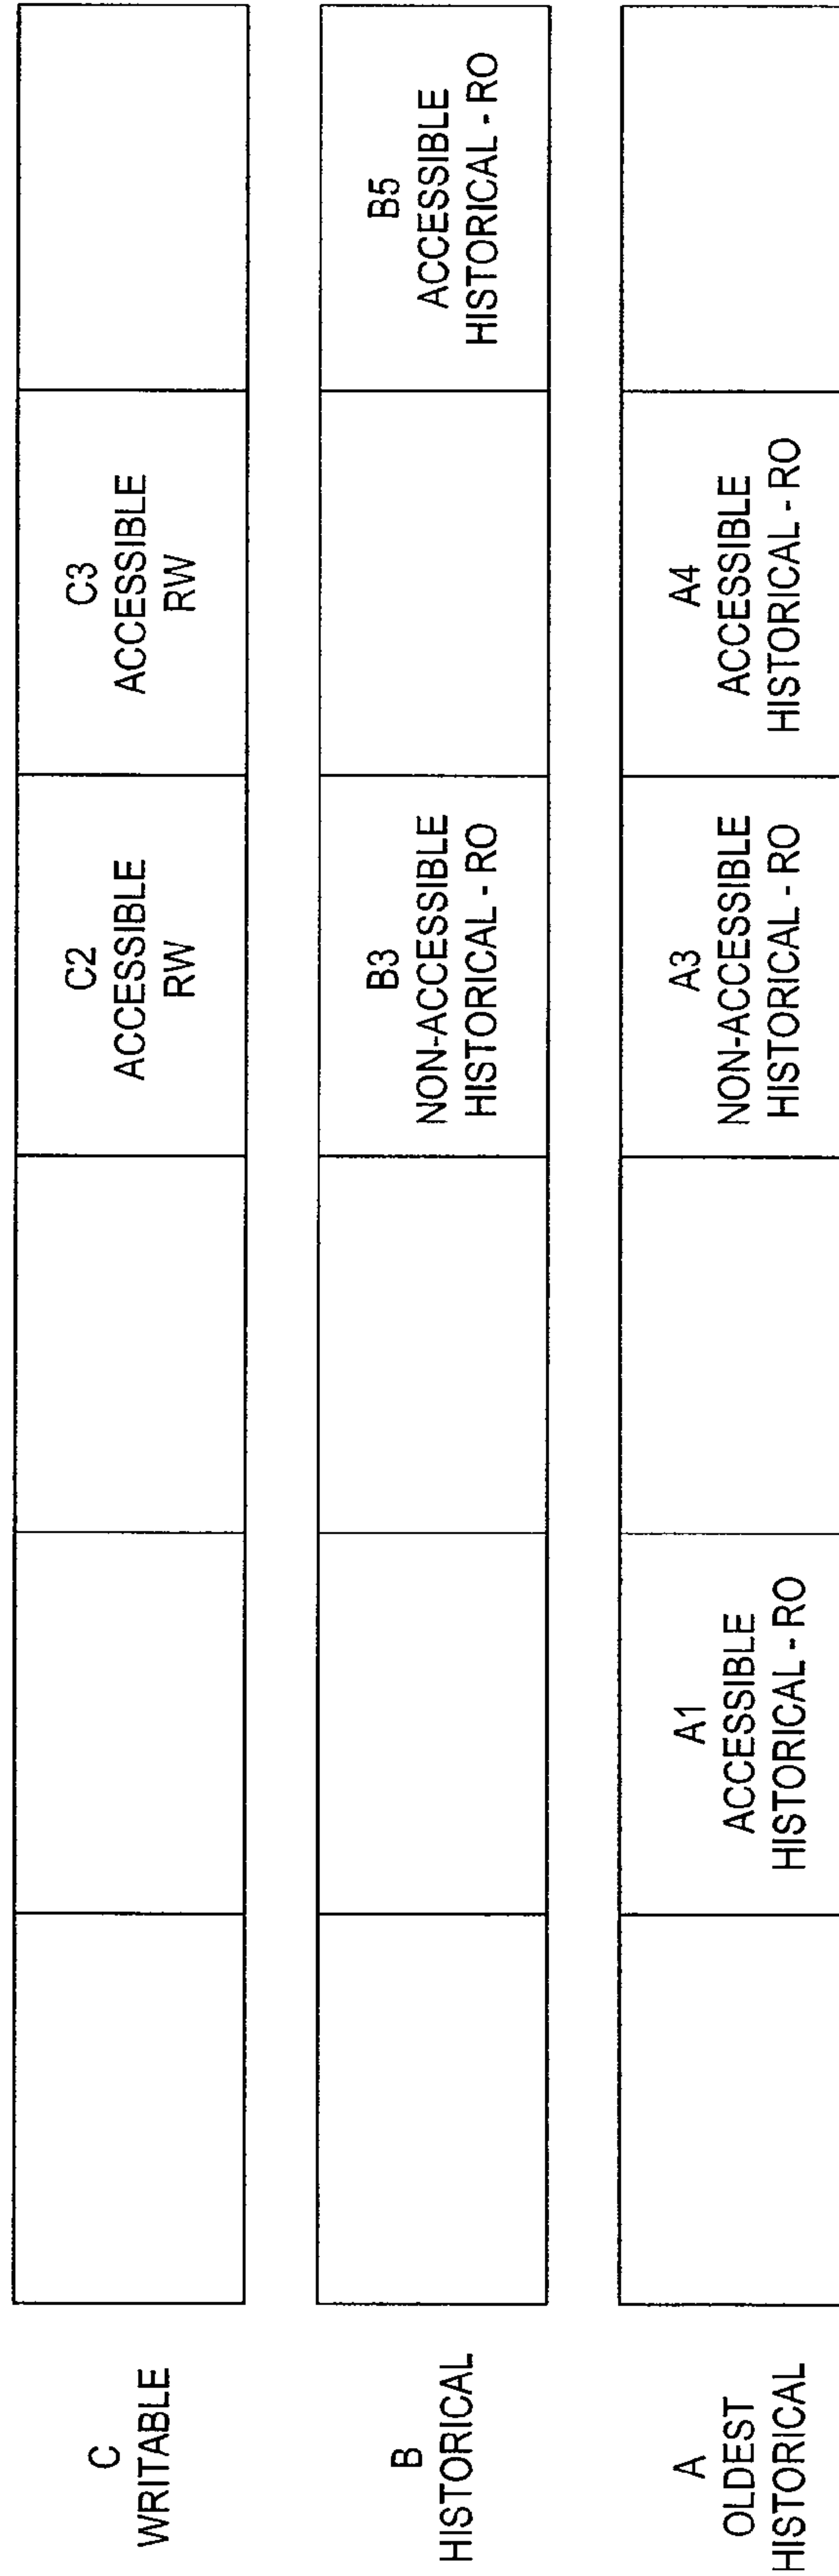 C
WRITABLE
C2
ACCESSIBLE
RW
C3
ACCESSIBLE
RW
B
HISTORICAL
B3
NON-ACCESSIBLE
HISTORICAL - RO
B5
ACCESSIBLE
HISTORICAL - RO
A
OLDEST
HISTORICAL
A1
ACCESSIBLE
HISTORICAL - RO
A3
NON-ACCESSIBLE
HISTORICAL - RO
A4
ACCESSIBLE
HISTORICAL - RO